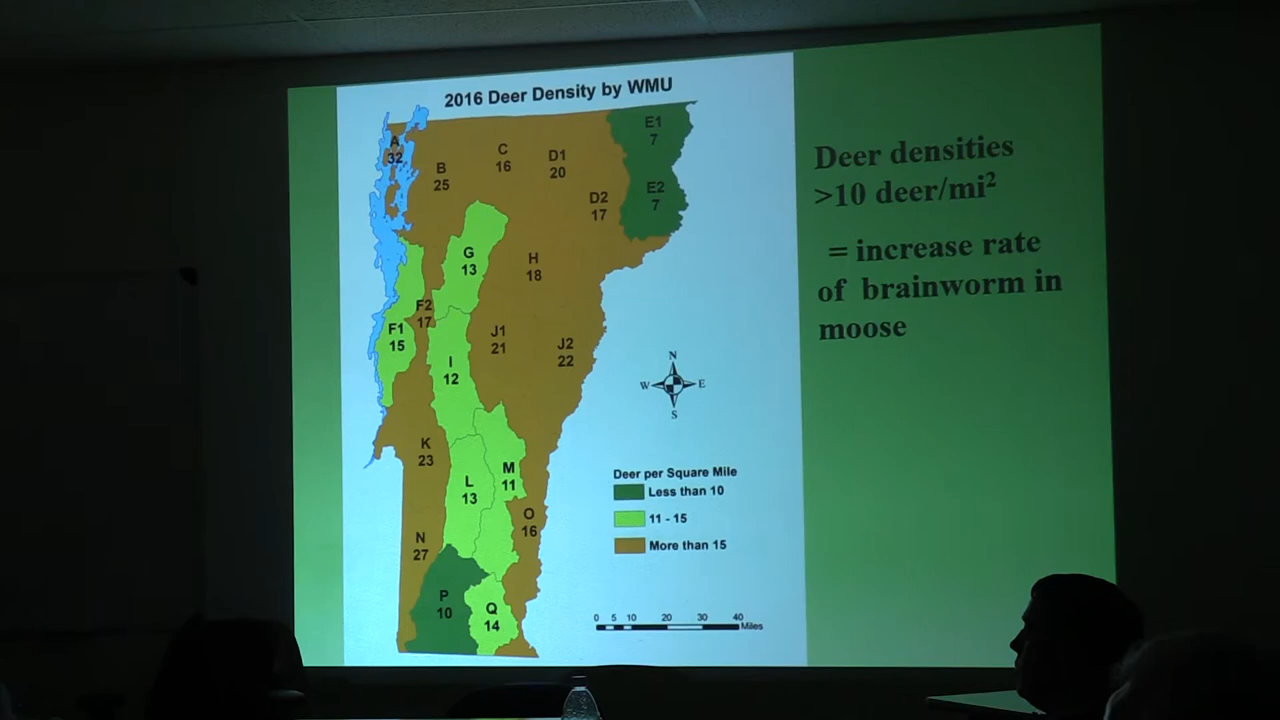 2016 Deer Density by WMU
A
32
B
25
C
16
D1
20
D2
17
E1
7
E2
7
G
13
H
18
F2
17
F1
15
J1
21
J2
22
I
12
K
23
L
13
M
11
O
16
N
27
P
10
Q
14
N
W E
S
Deer per Square Mile
Less than 10
11 - 15
More than 15
0 5 10 20 30 40
Miles
Deer densities
>10 deer/mi²
= increase rate
of brainworm in
moose